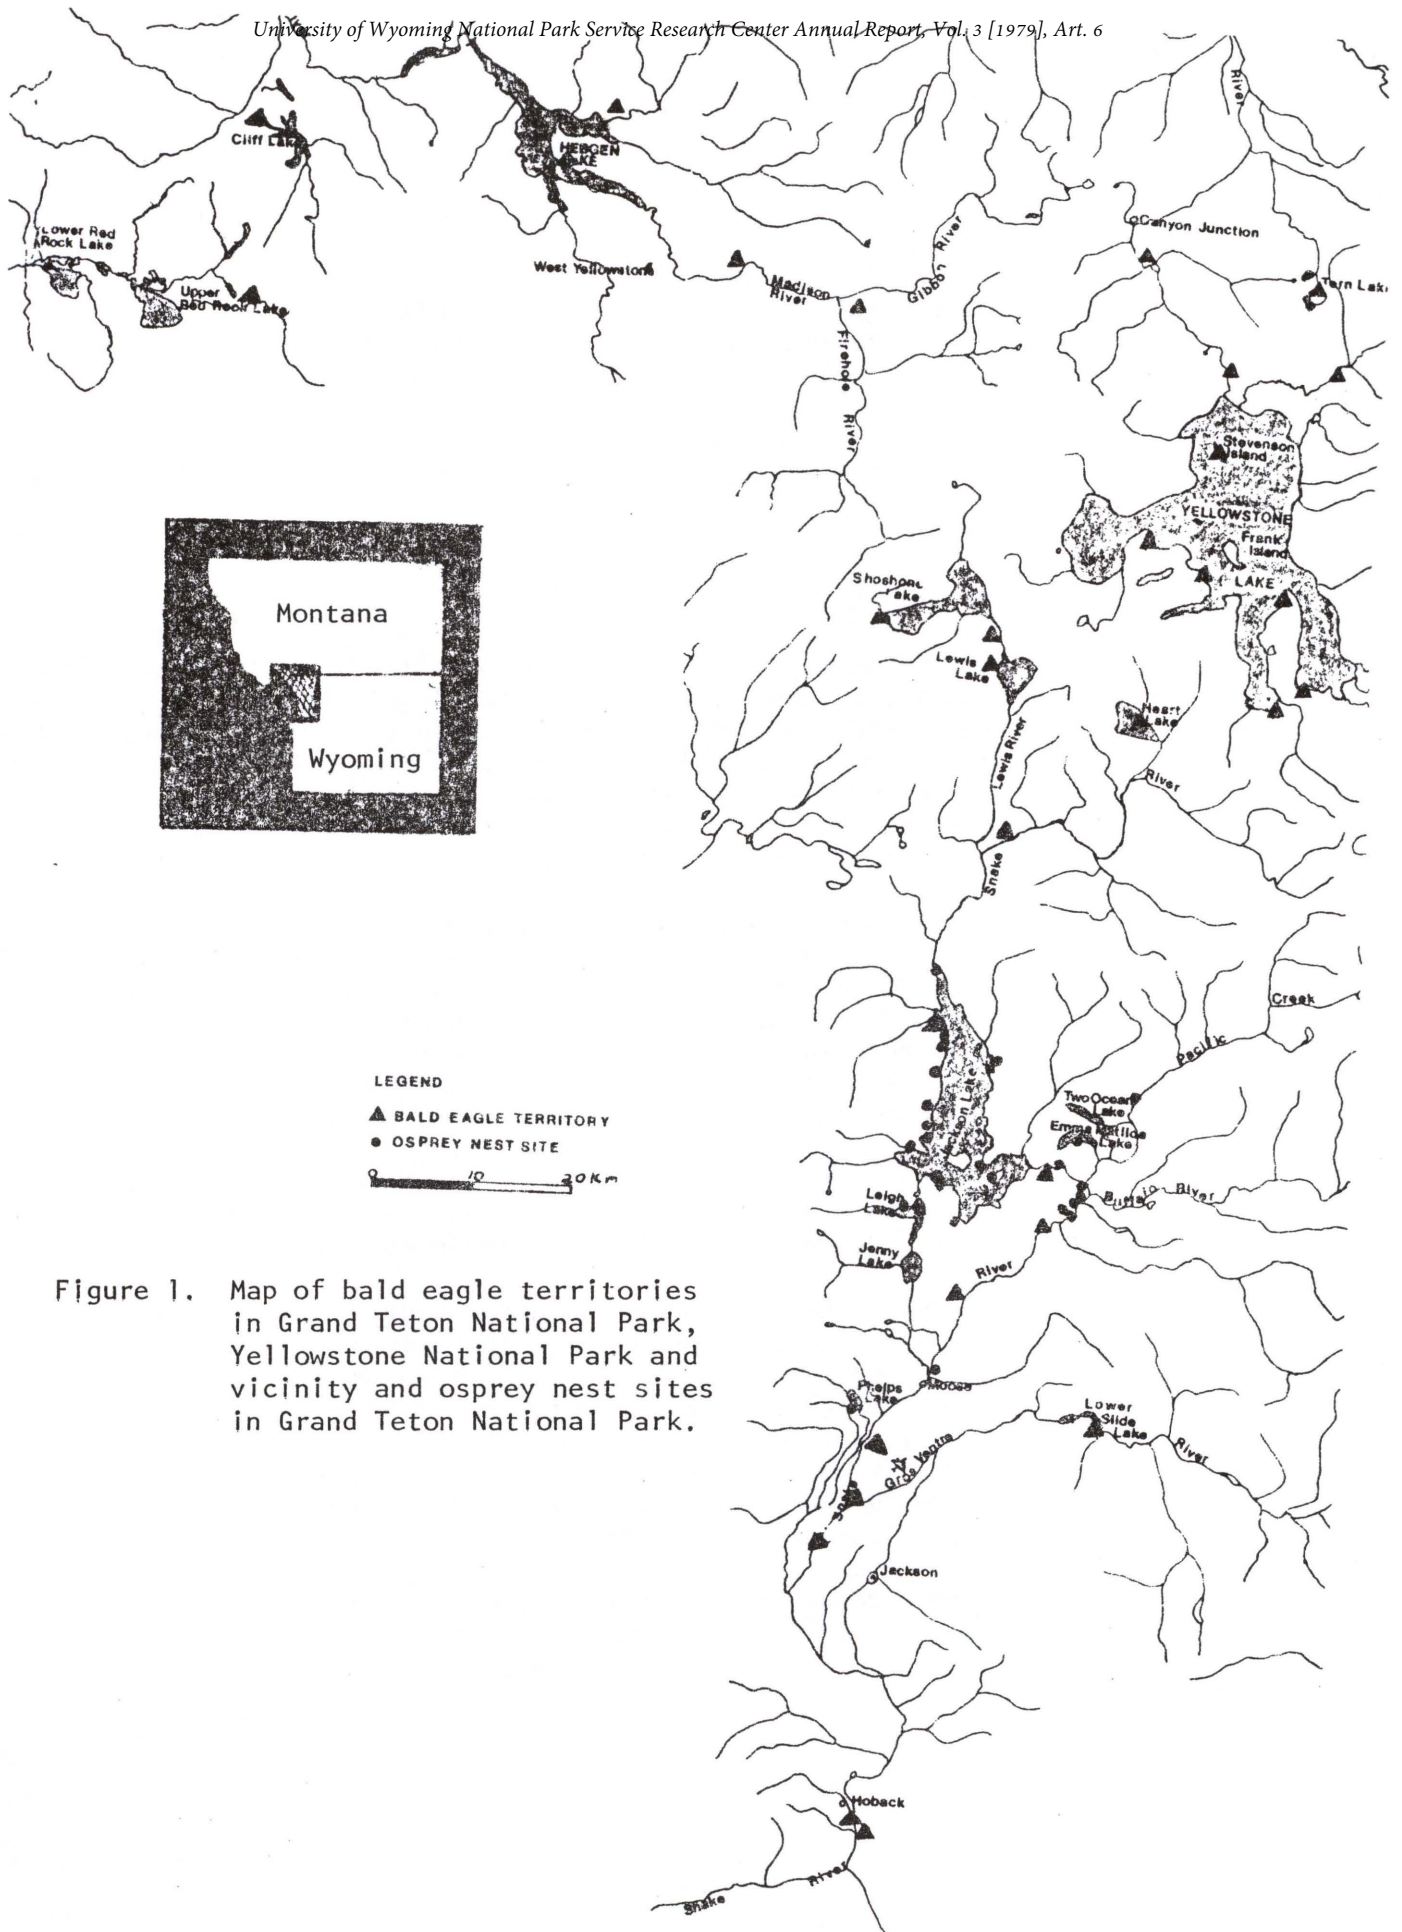 University of Wyoming National Park Service Research Center Annual Report, Vol. 3 [1979], Art. 6
River
Cliff Lake
HEBGEN
LAKE
Lower Red
Rock Lake
Canyon Junction
West Yellowstone
Madison
River
Gibbon River
Tern Lake
Upper
Red Rock Lake
Firehole
River
Stevenson
Island
YELLOWSTONE
Frank
Island
LAKE
Montana
Wyoming
Shoshone
Lake
Lewis
Lake
Heart
Lake
Lewis River
River
Snake
Creek
Pacific
Jackson Lake
LEGEND
BALD EAGLE TERRITORY
OSPREY NEST SITE
0 10 20 Km
Two Ocean
Lake
Emma Matilda
Lake
Leigh
Lake
Buffalo River
Jenny
Lake
River
Figure 1. Map of bald eagle territories
in Grand Teton National Park,
Yellowstone National Park and
vicinity and osprey nest sites
in Grand Teton National Park.
Phelps
Lake
Moose
Lower
Slide
Lake
River
Gros Ventre
Snake
Jackson
Hoback
River
Snake